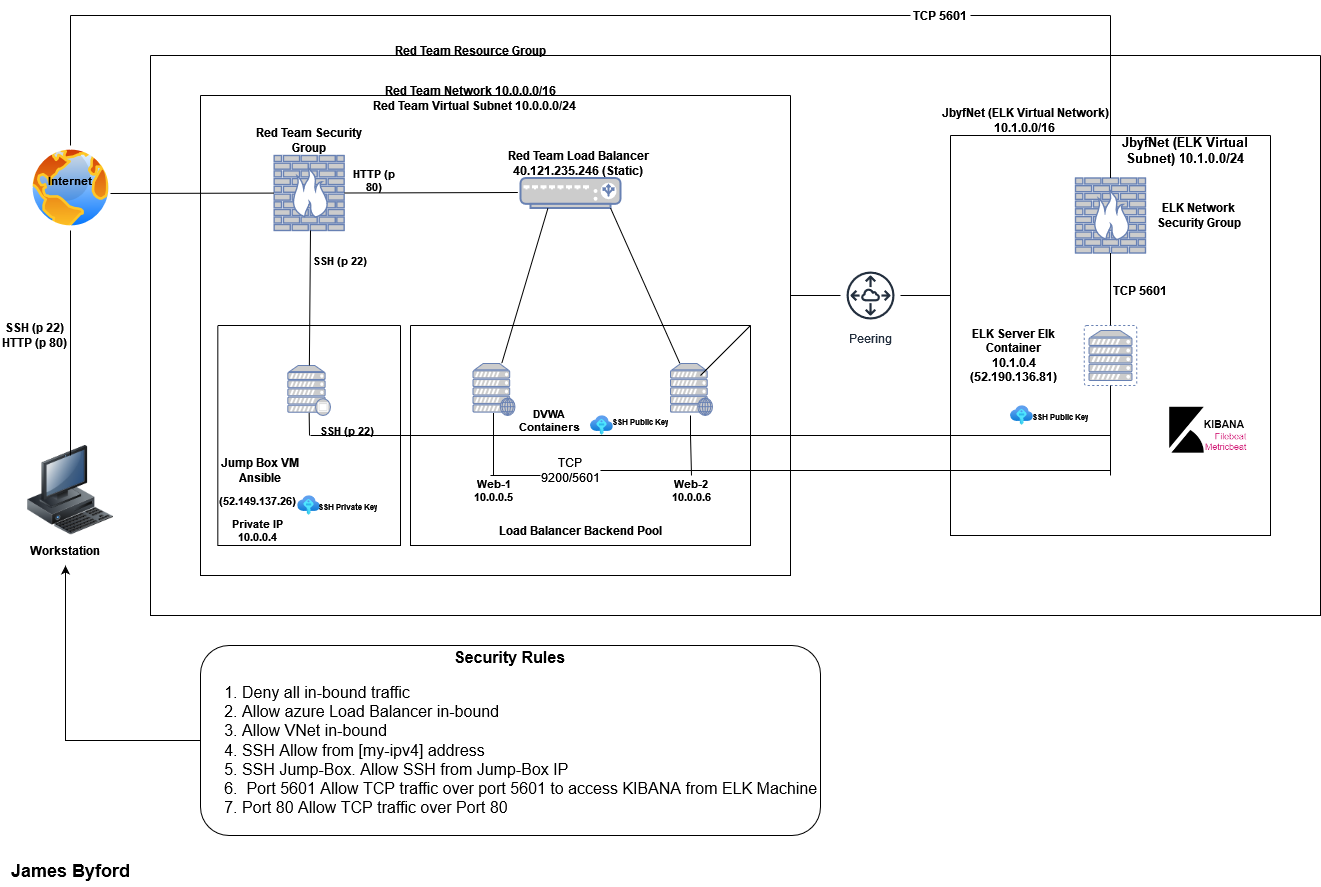 TCP 5601
Red Team Resource Group
Red Team Network 10.0.0.0/16
Red Team Virtual Subnet 10.0.0.0/24
JbyfNet (ELK Virtual Network)
10.1.0.0/16
JbyfNet (ELK Virtual
Subnet) 10.1.0.0/24
Red Team Security
Group
Red Team Load Balancer
40.121.235.246 (Static)
HTTP (p
80)
Internet
ELK Network
Security Group
SSH (p 22)
TCP 5601
SSH (p 22)
HTTP (p 80)
Peering
ELK Server Elk
Container
10.1.0.4
(52.190.136.81)
DVWA
Containers
SSH Public Key
SSH Public Key
KIBANA
Filebeat
Metricbeat
SSH (p 22)
Jump Box VM
Ansible
(52.149.137.26)
SSH Private Key
Private IP
10.0.0.4
TCP
9200/5601
Web-1
10.0.0.5
Web-2
10.0.0.6
Load Balancer Backend Pool
Workstation
Security Rules
1. Deny all in-bound traffic
2. Allow azure Load Balancer in-bound
3. Allow VNet in-bound
4. SSH Allow from [my-ipv4] address
5. SSH Jump-Box. Allow SSH from Jump-Box IP
6. Port 5601 Allow TCP traffic over port 5601 to access KIBANA from ELK Machine
7. Port 80 Allow TCP traffic over Port 80
James Byford